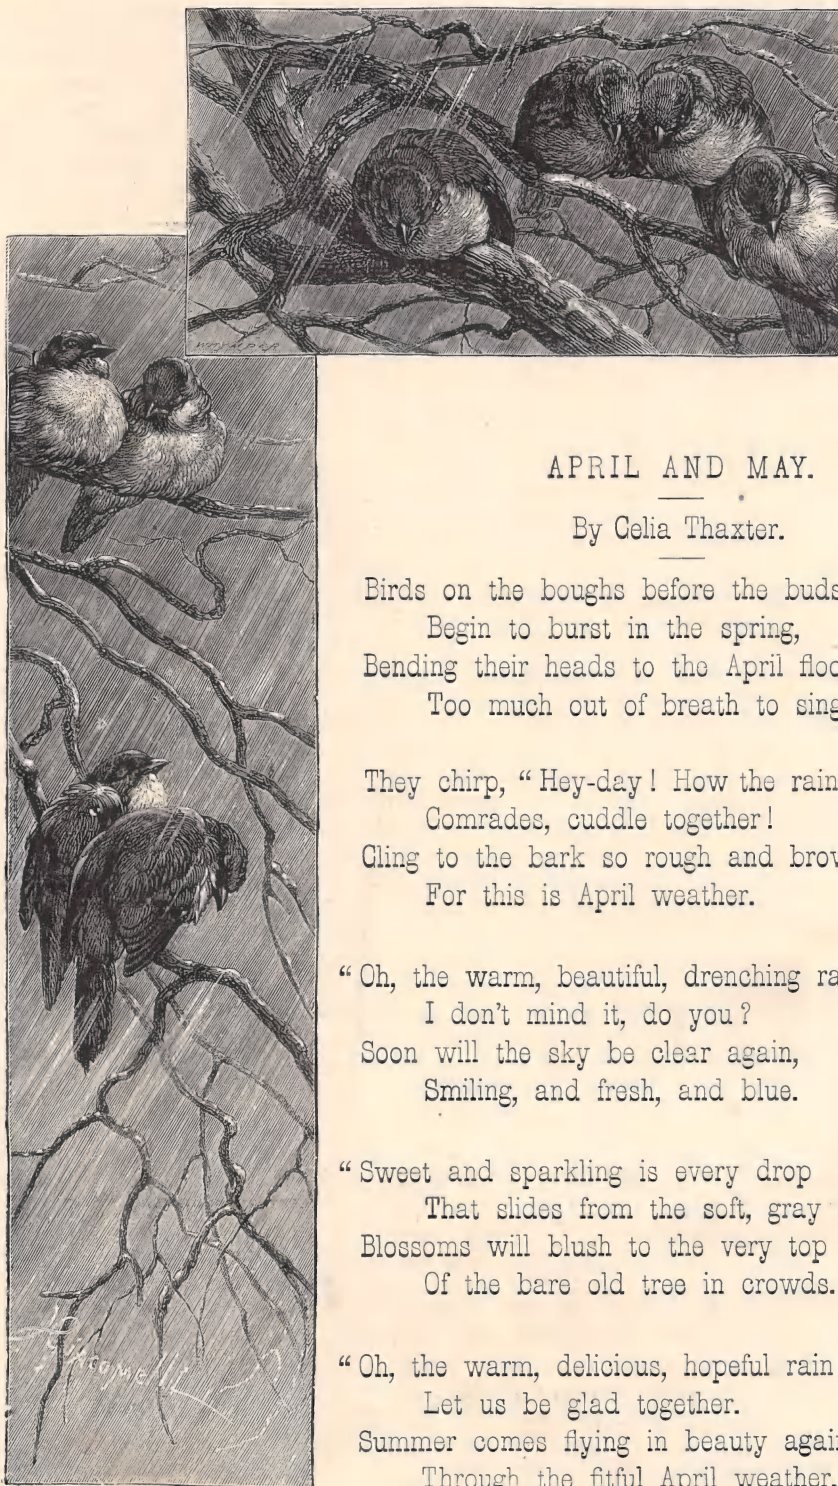 WHYMPER
APRIL AND MAY.
By Celia Thaxter.
Birds on the boughs before the buds
Begin to burst in the spring,
Bending their heads to the April floo
Too much out of breath to sing
They chirp, “Hey-day! How the rain
Comrades, cuddle together!
Cling to the bark so rough and brow
For this is April weather.
“Oh, the warm, beautiful, drenching ra
I don't mind it, do you?
Soon will the sky be clear again,
Smiling, and fresh, and blue.
“Sweet and sparkling is every drop
That slides from the soft, gray
Blossoms will blush to the very top
Of the bare old tree in crowds.
“Oh, the warm, delicious, hopeful rain
Let us be glad together.
Summer comes flying in beauty again
Through the fitful April weather.
Giacomelli